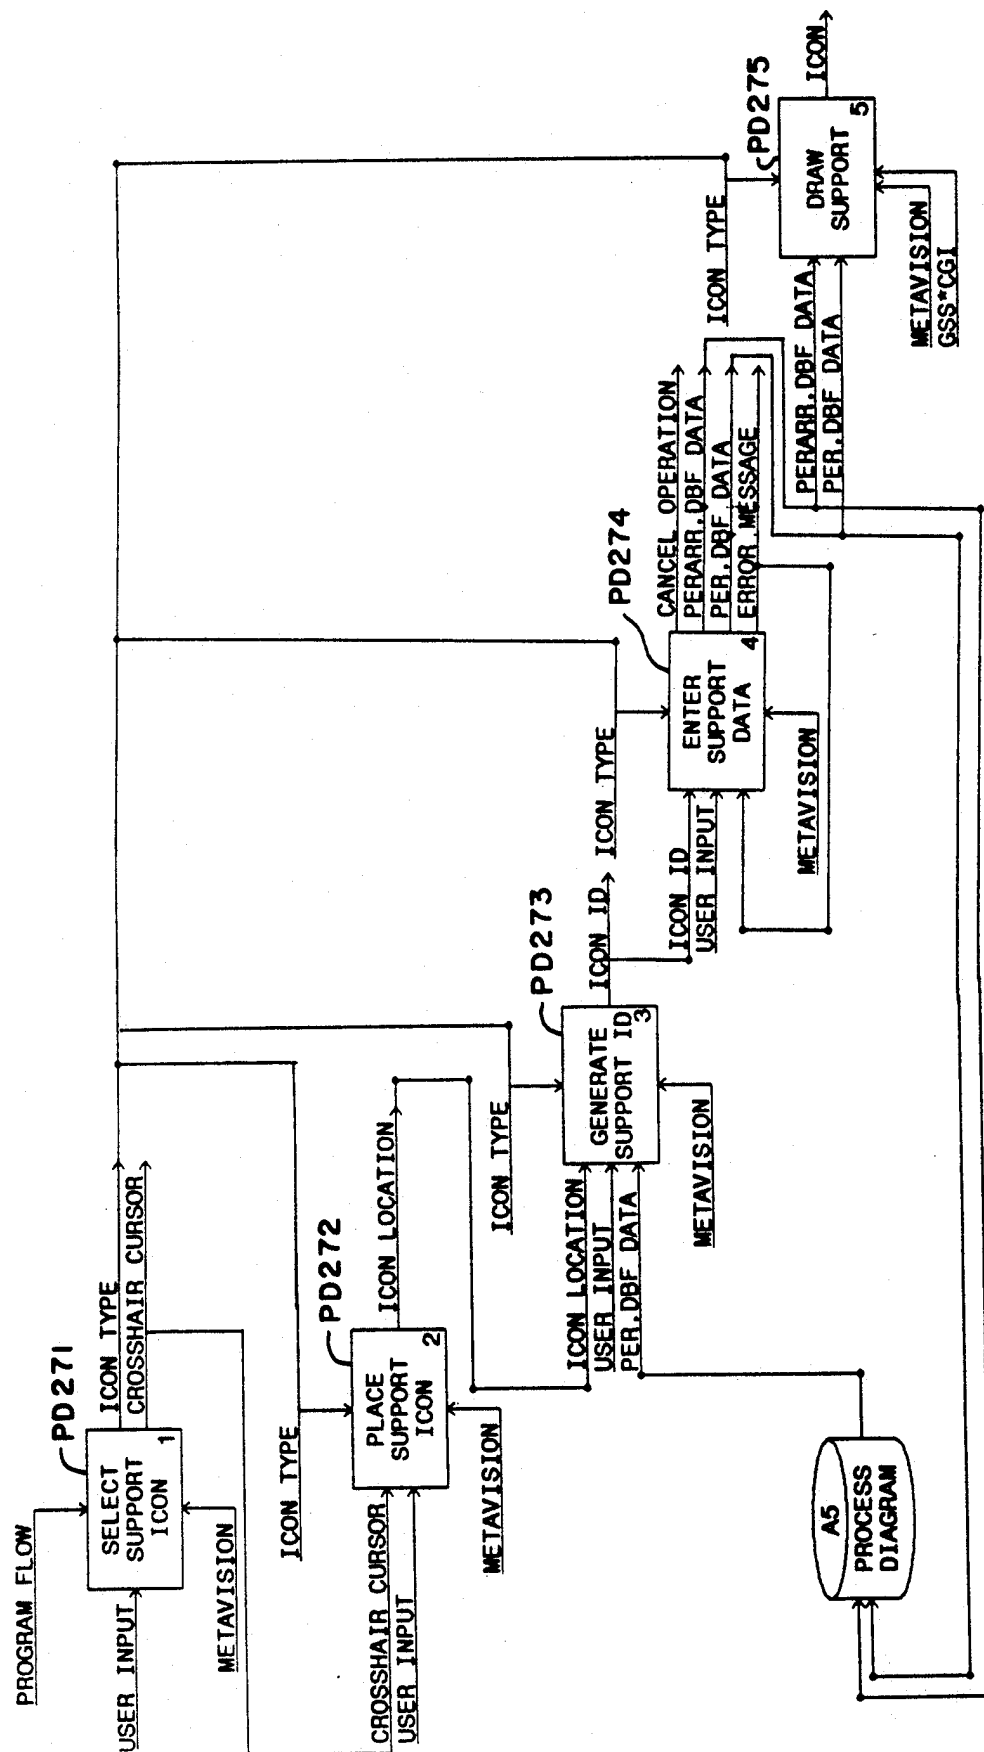 PROGRAM FLOW
USER INPUT
SELECT
SUPPORT
ICON
1
PD271
METAVISION
ICON TYPE
CROSSHAIR CURSOR
ICON TYPE
CROSSHAIR CURSOR
USER INPUT
PLACE
SUPPORT
ICON
2
PD272
METAVISION
ICON LOCATION
ICON TYPE
ICON LOCATION
USER INPUT
PER.DBF DATA
GENERATE
SUPPORT ID
3
PD273
METAVISION
ICON ID
ICON TYPE
ICON ID
USER INPUT
ENTER
SUPPORT
DATA
4
PD274
METAVISION
CANCEL OPERATION
PERARR.DBF DATA
PER.DBF DATA
ERROR MESSAGE
ICON TYPE
PERARR.DBF DATA
PER.DBF DATA
DRAW
SUPPORT
5
PD275
METAVISION
GSS*CGI
ICON
A5
PROCESS
DIAGRAM